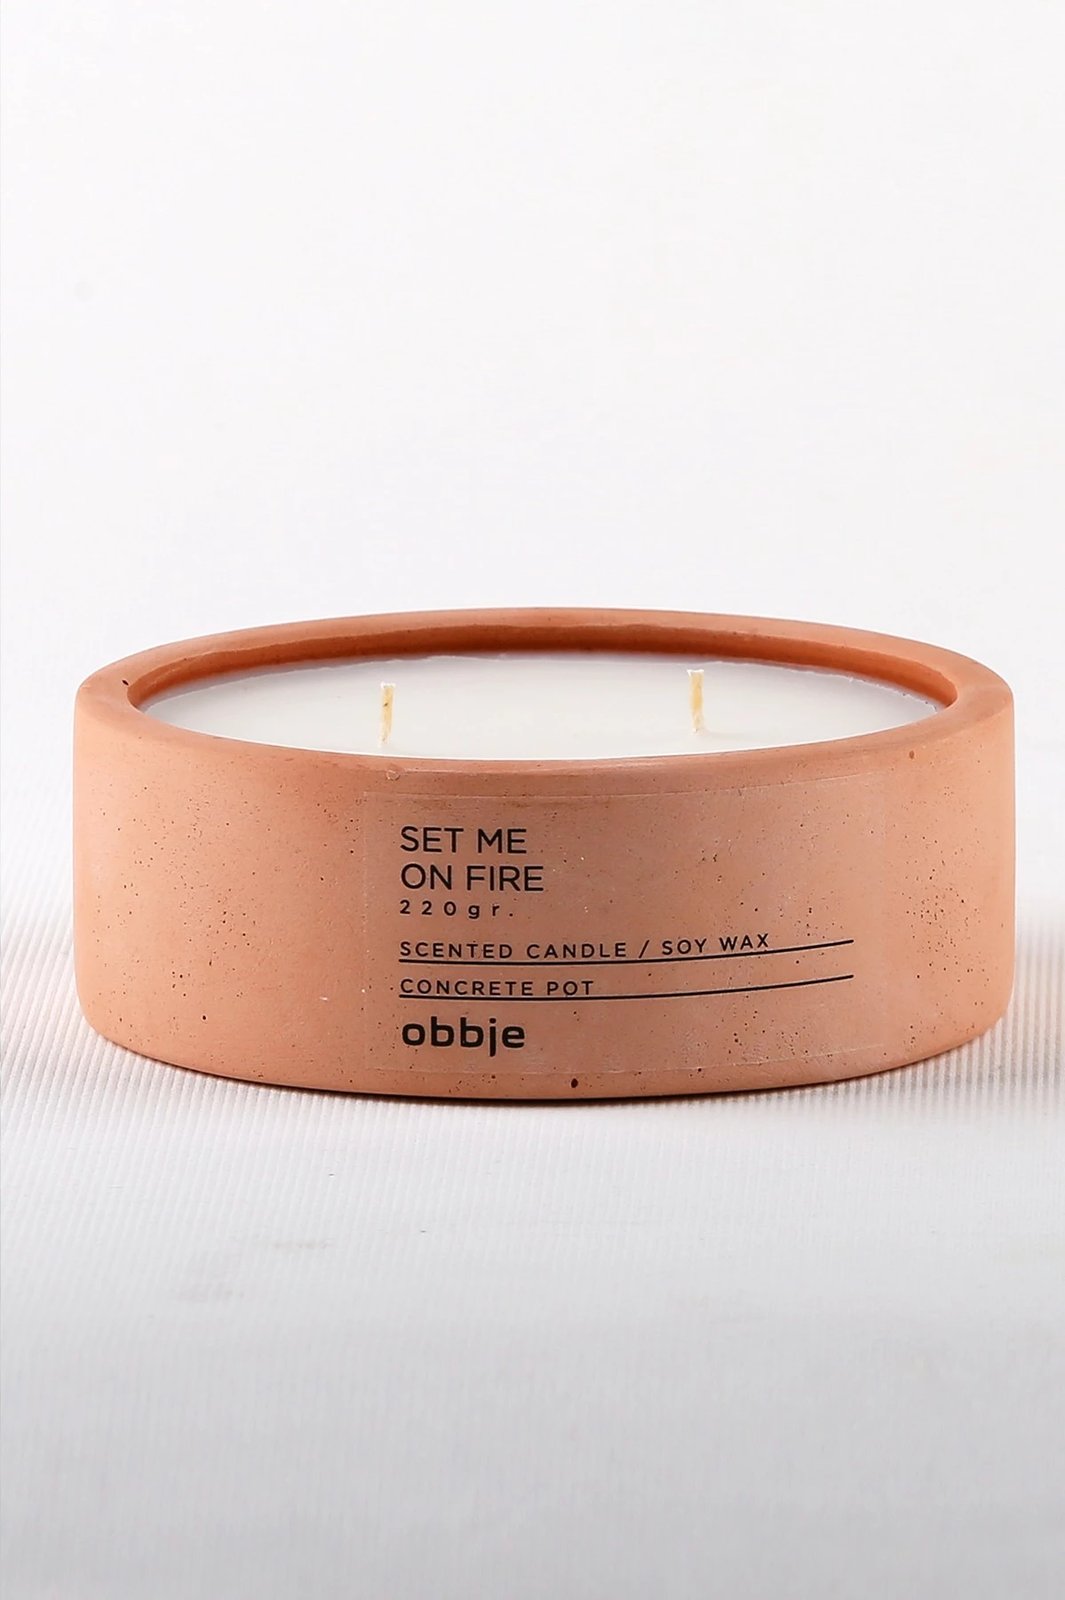 SET ME
ON FIRE
220gr.
SCENTED CANDLE / SOY WAX
CONCRETE POT
obbje